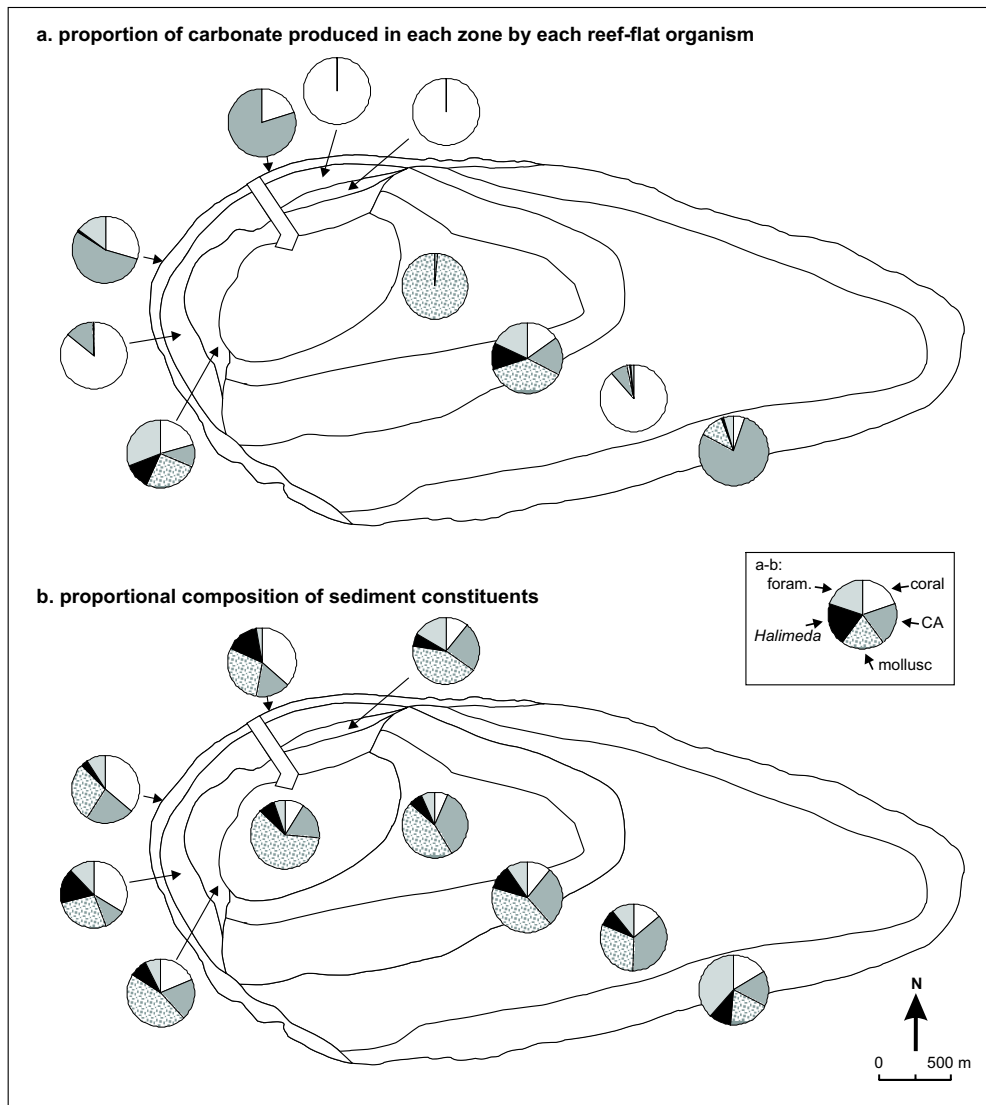 a. proportion of carbonate produced in each zone by each reef-flat organism
a-b:
foram.
coral
Halimeda
CA
mollusc
b. proportional composition of sediment constituents
N
0 500 m